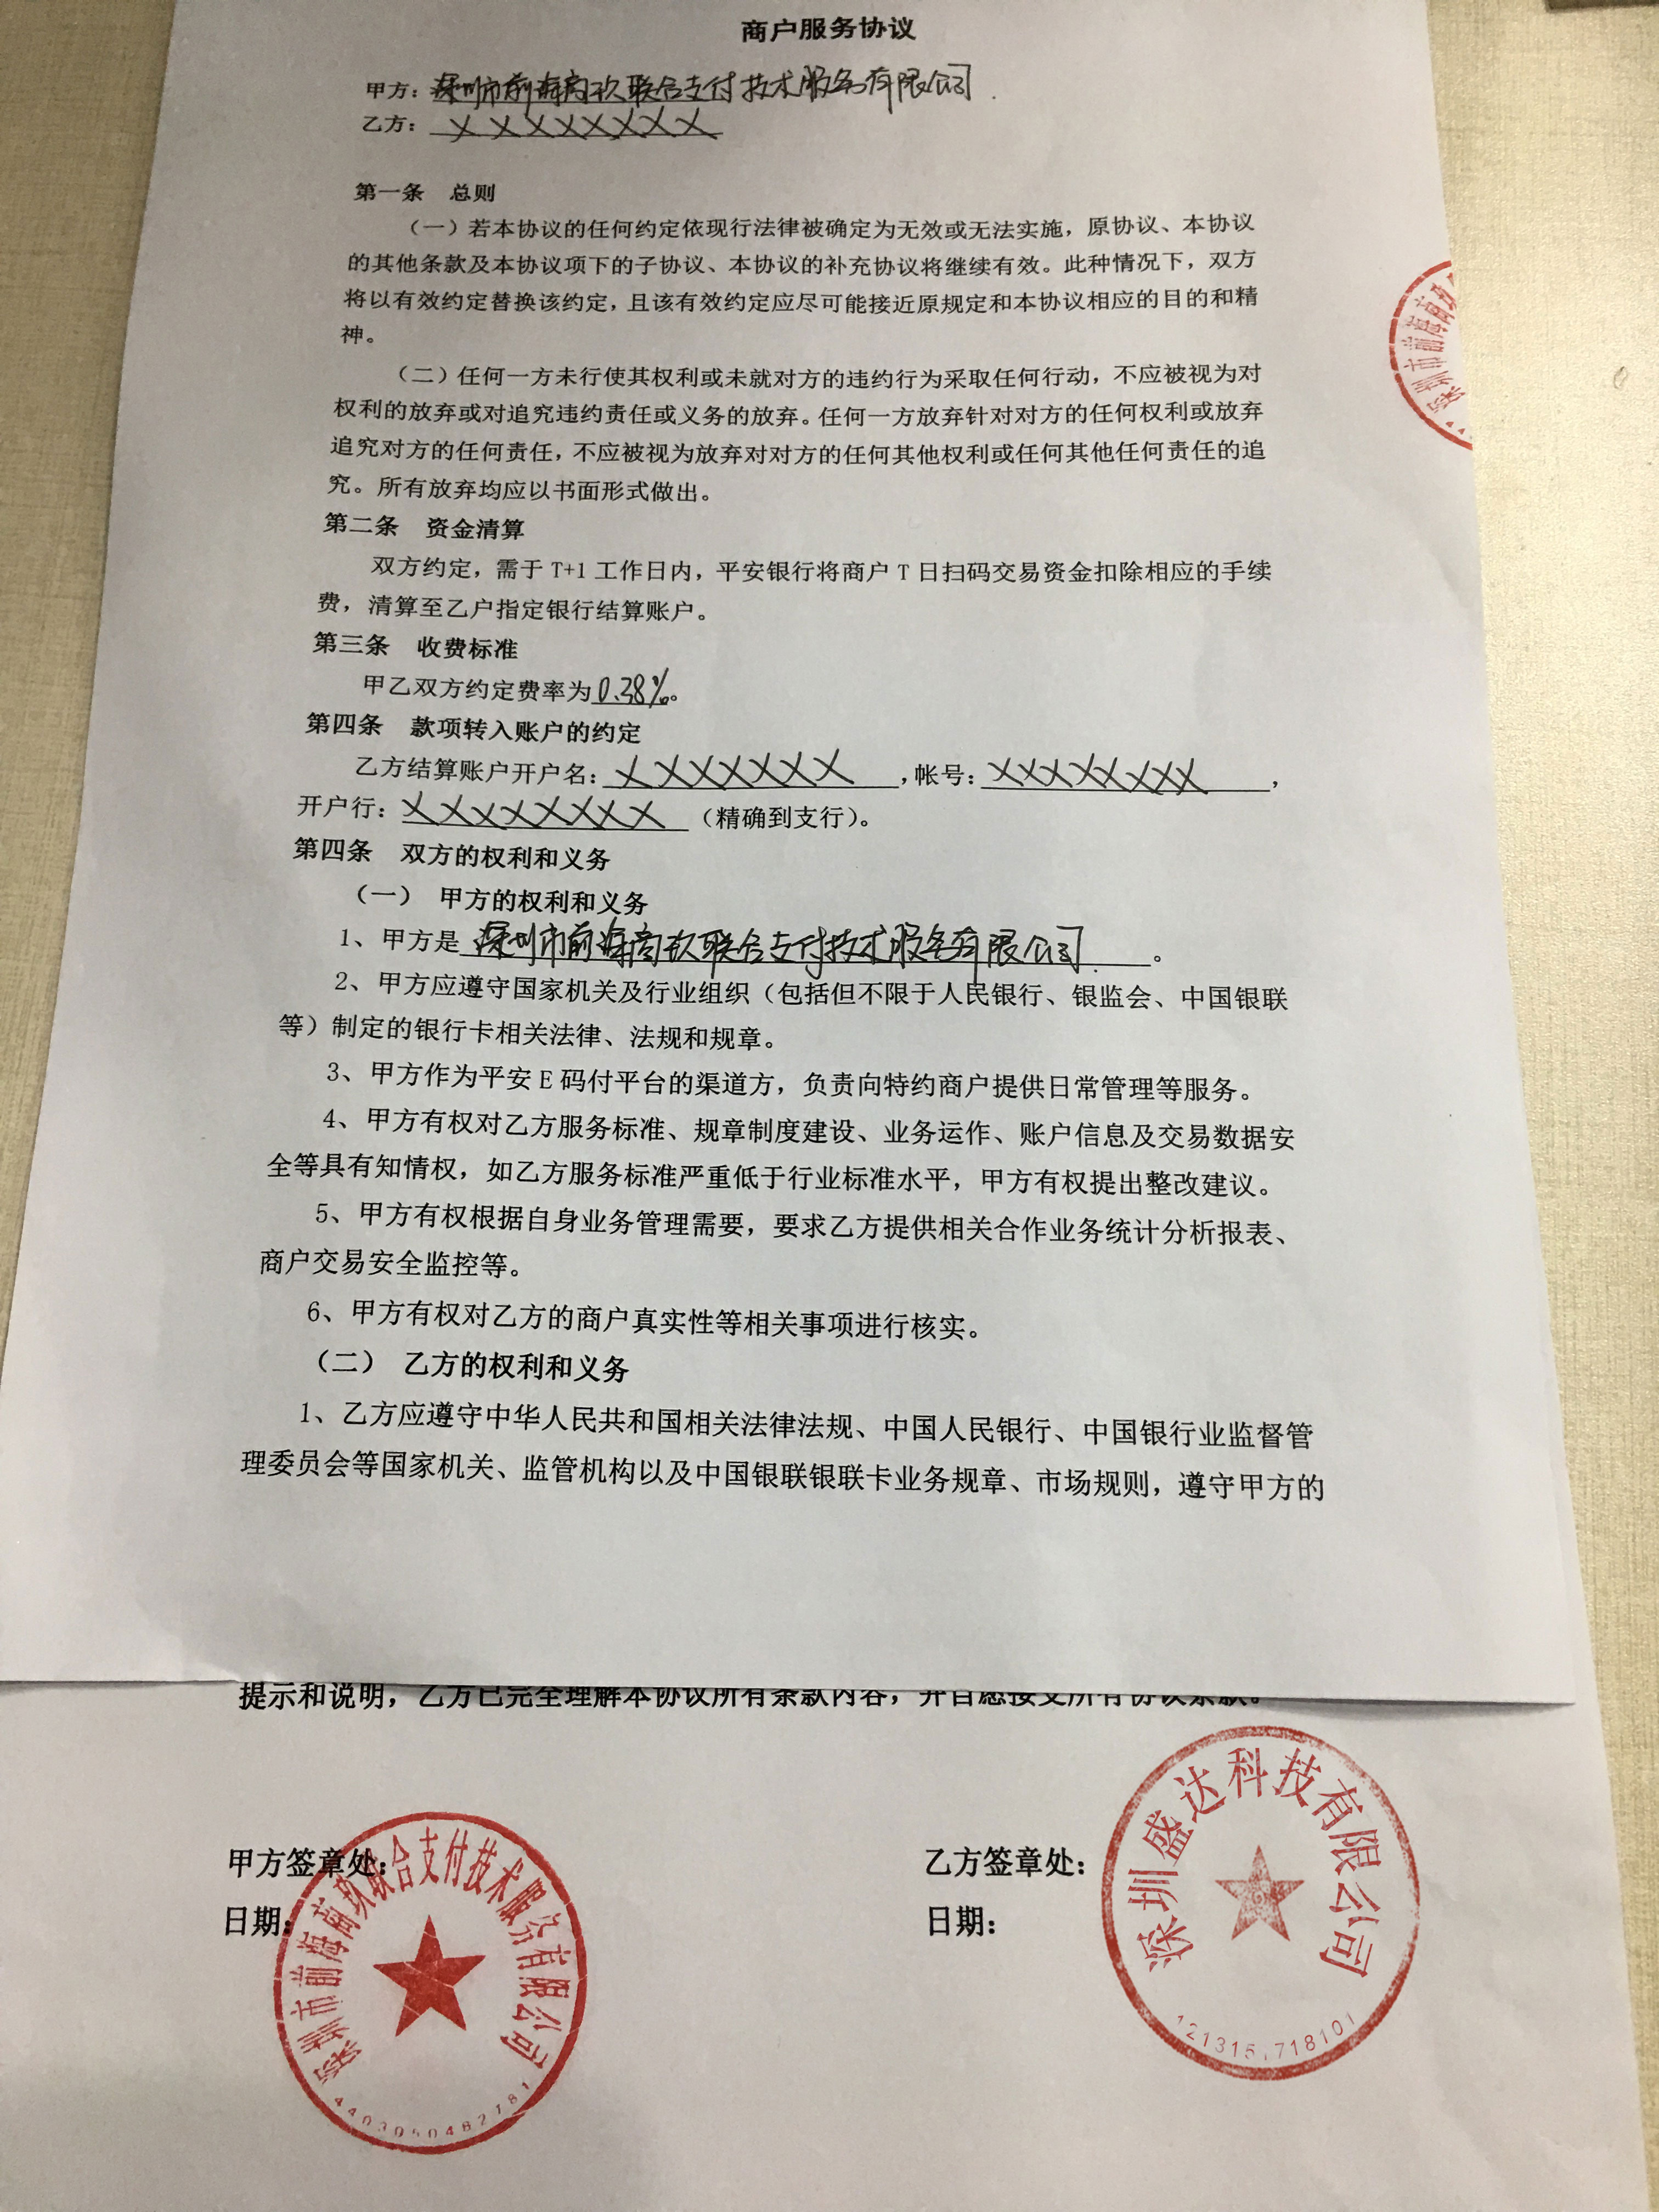 商户服务协议
甲方：深圳市前海商玖联合支付技术服务有限公司
乙方：XXXXXXXX
第一条 总则
（一）若本协议的任何约定依现行法律被确定为无效或无法实施，原协议、本协议
的其他条款及本协议项下的子协议、本协议的补充协议将继续有效。此种情况下，双方
将以有效约定替换该约定，且该有效约定应尽可能接近原规定和本协议相应的目的和精
神。
（二）任何一方未行使其权利或未就对方的违约行为采取任何行动，不应被视为对
权利的放弃或对追究违约责任或义务的放弃。任何一方放弃针对对方的任何权利或放弃
追究对方的任何责任，不应被视为放弃对对方的任何其他权利或任何其他任何责任的追
究。所有放弃均应以书面形式做出。
第二条 资金清算
双方约定，需于 T+1 工作日内，平安银行将商户 T 日扫码交易资金扣除相应的手续
费，清算至乙户指定银行结算账户。
第三条 收费标准
甲乙双方约定费率为0.38%。
第四条 款项转入账户的约定
乙方结算账户开户名：XXXXXXX，帐号：XXXXXXXX，
开户行：XXXXXXXX（精确到支行）。
第四条 双方的权利和义务
（一） 甲方的权利和义务
1、甲方是 深圳市前海商玖联合支付技术服务有限公司。
2、甲方应遵守国家机关及行业组织（包括但不限于人民银行、银监会、中国银联
等）制定的银行卡相关法律、法规和规章。
3、甲方作为平安 E 码付平台的渠道方，负责向特约商户提供日常管理等服务。
4、甲方有权对乙方服务标准、规章制度建设、业务运作、账户信息及交易数据安
全等具有知情权，如乙方服务标准严重低于行业标准水平，甲方有权提出整改建议。
5、甲方有权根据自身业务管理需要，要求乙方提供相关合作业务统计分析报表、
商户交易安全监控等。
6、甲方有权对乙方的商户真实性等相关事项进行核实。
（二） 乙方的权利和义务
1、乙方应遵守中华人民共和国相关法律法规、中国人民银行、中国银行业监督管
理委员会等国家机关、监管机构以及中国银联银联卡业务规章、市场规则，遵守甲方的
提示和说明，乙方已完全理解本协议所有条款内容，并自愿接受所有协议条款。
甲方签章处：
日期：
深圳市前海商玖联合支付技术服务有限公司
4403050482781
乙方签章处：
日期：
深圳盛达科技有限公司
深圳市前海商玖